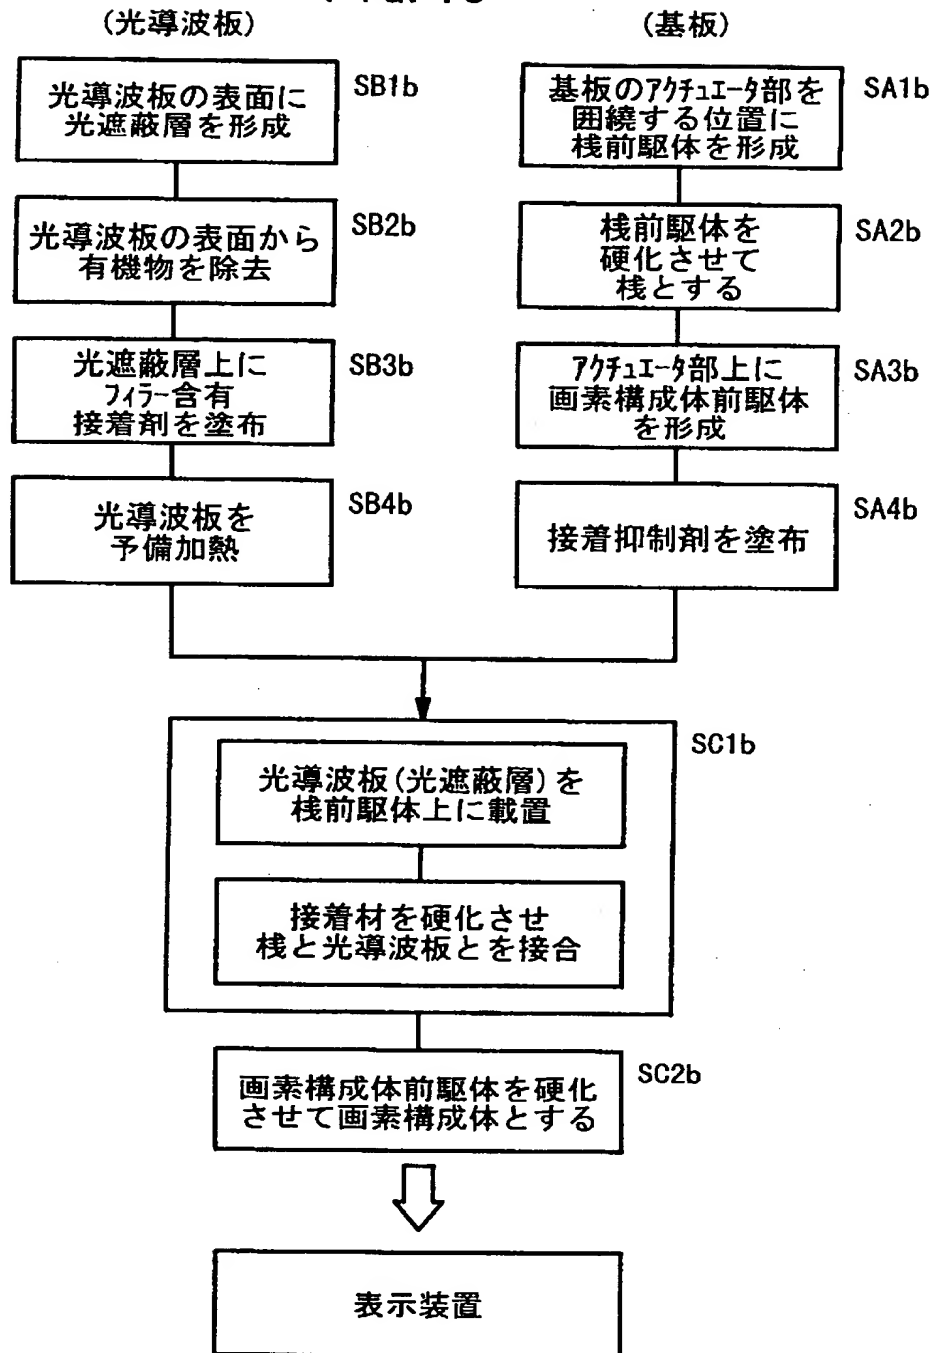 (光導波板)
(基板)
光導波板の表面に
光遮蔽層を形成
SB1b
光導波板の表面から
有機物を除去
SB2b
光遮蔽層上に
フィラー含有
接着剤を塗布
SB3b
光導波板を
予備加熱
SB4b
基板のアクチュエータ部を
囲繞する位置に
桟前駆体を形成
SA1b
桟前駆体を
硬化させて
桟とする
SA2b
アクチュエータ部上に
画素構成体前駆体
を形成
SA3b
接着抑制剤を塗布
SA4b
SC1b
光導波板(光遮蔽層)を
桟前駆体上に載置
接着材を硬化させ
桟と光導波板とを接合
画素構成体前駆体を硬化
させて画素構成体とする
SC2b
表示装置